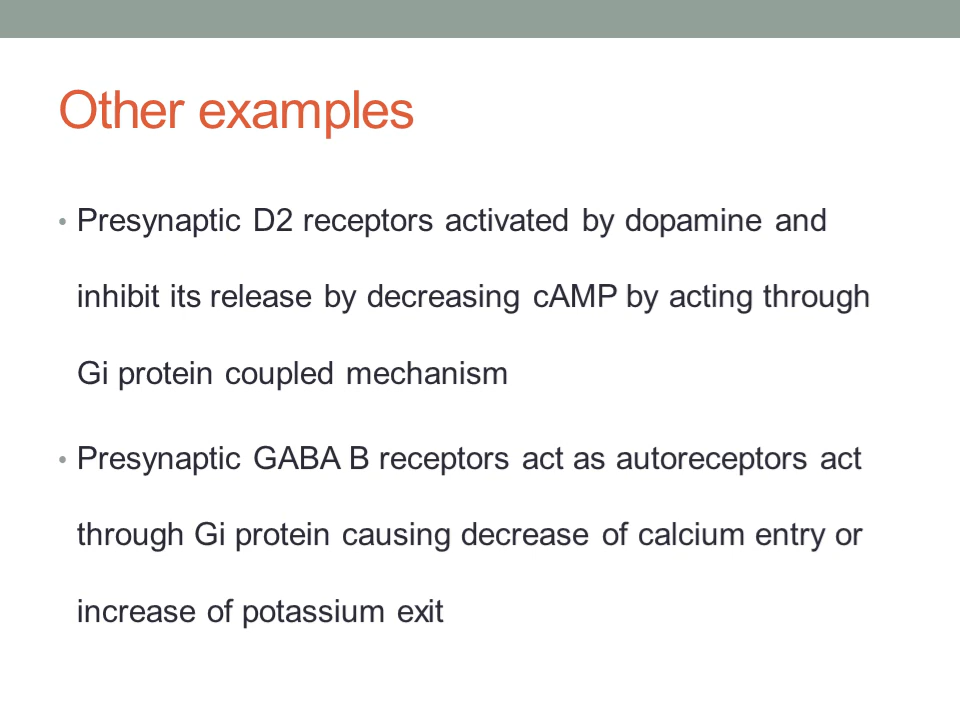 Other examples
• Presynaptic D2 receptors activated by dopamine and
inhibit its release by decreasing cAMP by acting through
Gi protein coupled mechanism
• Presynaptic GABA B receptors act as autoreceptors act
through Gi protein causing decrease of calcium entry or
increase of potassium exit